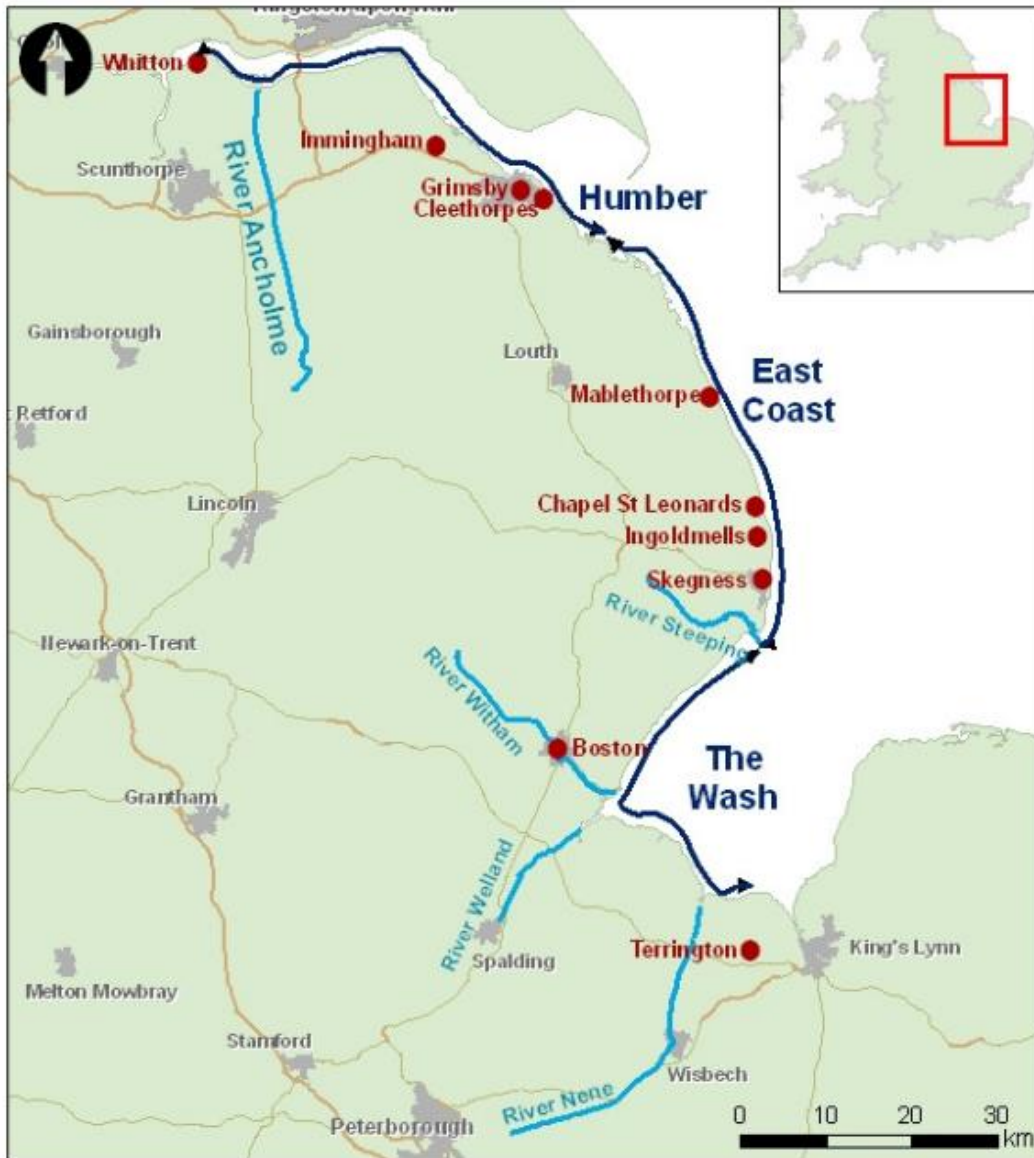 Whitton
Immingham
Scunthorpe
Grimsby
Cleethorpes
Humber
River Ancholme
Gainsborough
Louth
East
Coast
Mablethorpe
Retford
Lincoln
Chapel St Leonards
Ingoldmells
Skegness
River Steeping
Newark-on-Trent
River Witham
Boston
The
Wash
Grantham
River Welland
Spalding
Terrington
King's Lynn
Melton Mowbray
Stamford
Wisbech
River Nene
Peterborough
0 10 20 30
km